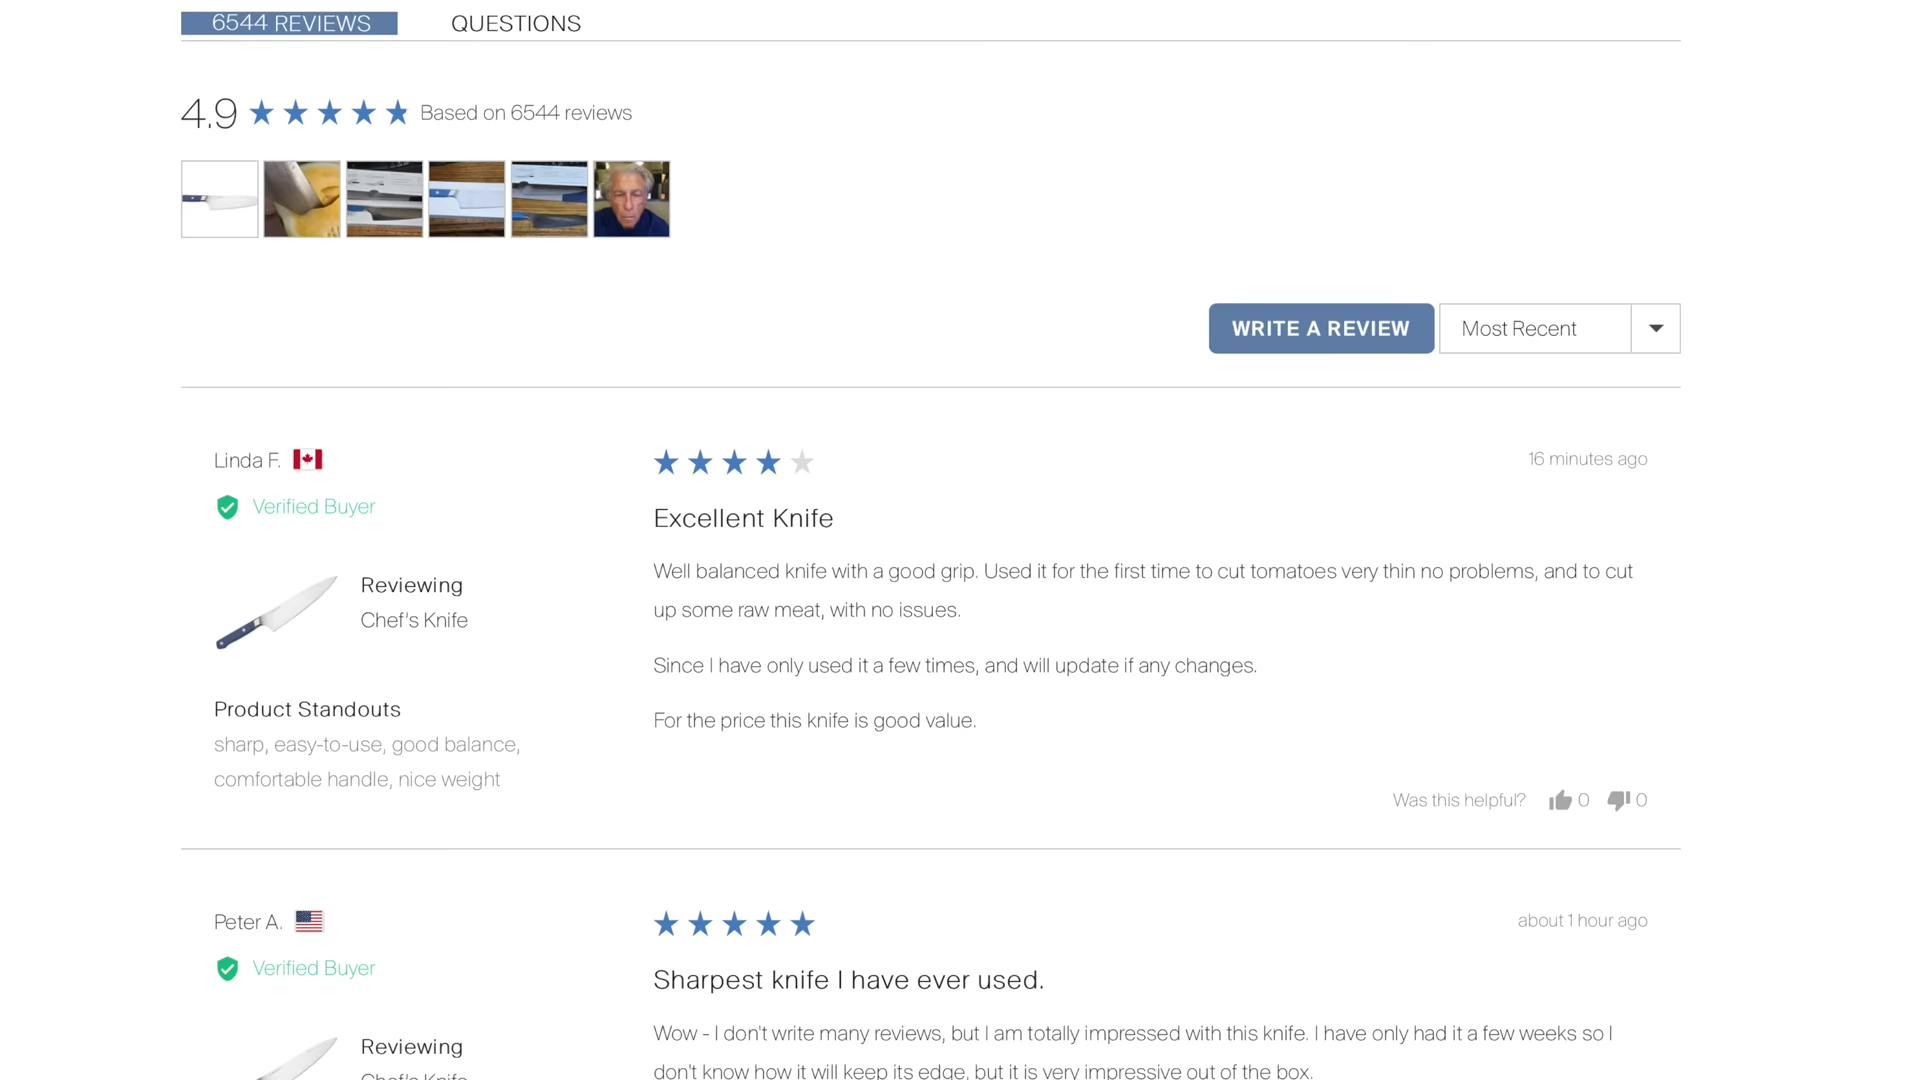 6544 REVIEWS
QUESTIONS
4.9
Based on 6544 reviews
WRITE A REVIEW
Most Recent
Linda F.
16 minutes ago
Verified Buyer
Excellent Knife
Well balanced knife with a good grip. Used it for the first time to cut tomatoes very thin no problems, and to cut
up some raw meat, with no issues.
Reviewing
Chef's Knife
Since I have only used it a few times, and will update if any changes.
For the price this knife is good value.
Product Standouts
sharp, easy-to-use, good balance,
comfortable handle, nice weight
Was this helpful?
0
0
Peter A.
about 1 hour ago
Verified Buyer
Sharpest knife I have ever used.
Wow - I don't write many reviews, but I am totally impressed with this knife. I have only had it a few weeks so I
don't know how it will keep its edge, but it is very impressive out of the box.
Reviewing
Chef's Knife